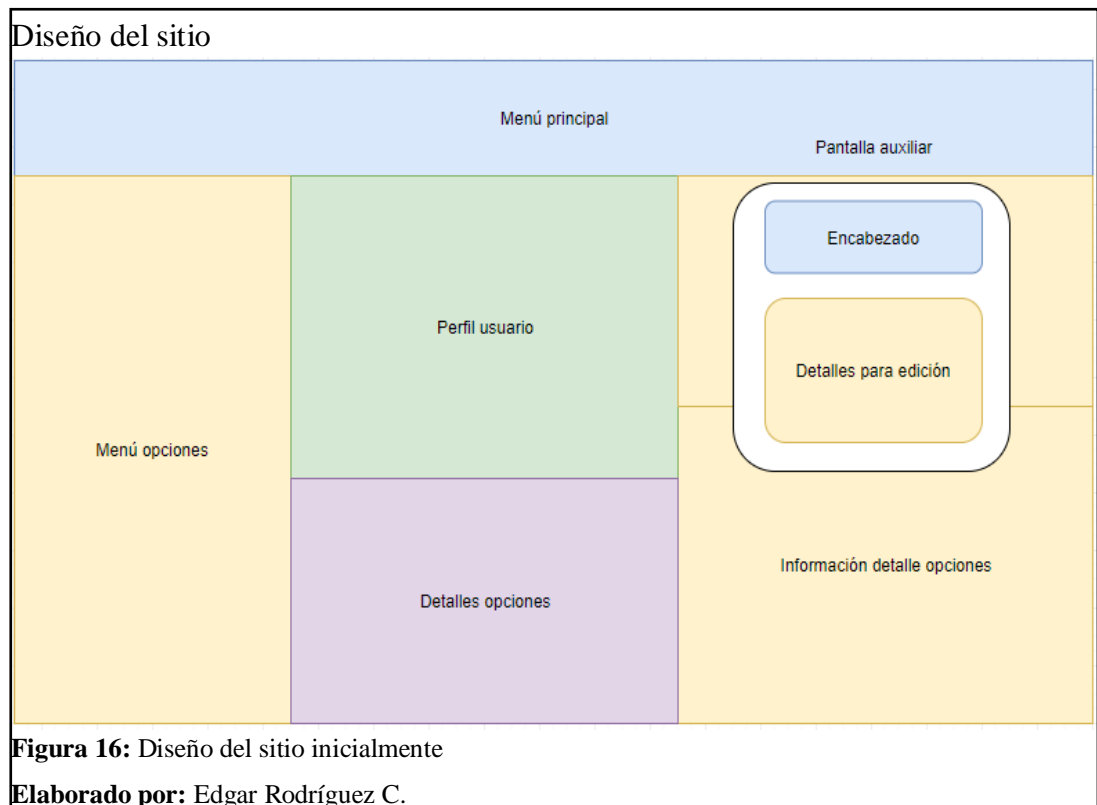 Diseño del sitio
Menú principal
Pantalla auxiliar
Encabezado
Perfil usuario
Detalles para edición
Menú opciones
Información detalle opciones
Detalles opciones
Figura 16: Diseño del sitio inicialmente
Elaborado por: Edgar Rodríguez C.